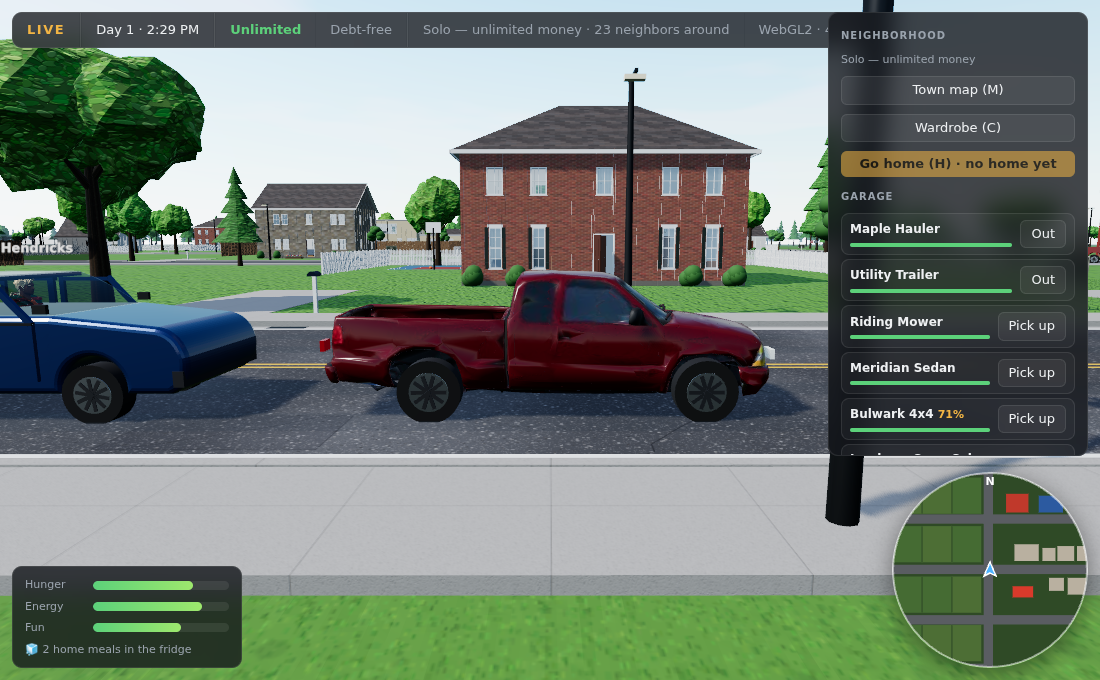 LIVE Day 1 · 2:29 PM Unlimited Debt-free Solo — unlimited money · 23 neighbors around WebGL2 ·
NEIGHBORHOOD
Solo — unlimited money
Town map (M)
Wardrobe (C)
Go home (H) · no home yet
GARAGE
Maple Hauler Out
Utility Trailer Out
Riding Mower Pick up
Meridian Sedan Pick up
Bulwark 4x4 71% Pick up
Hendricks
N
Hunger
Energy
Fun
2 home meals in the fridge